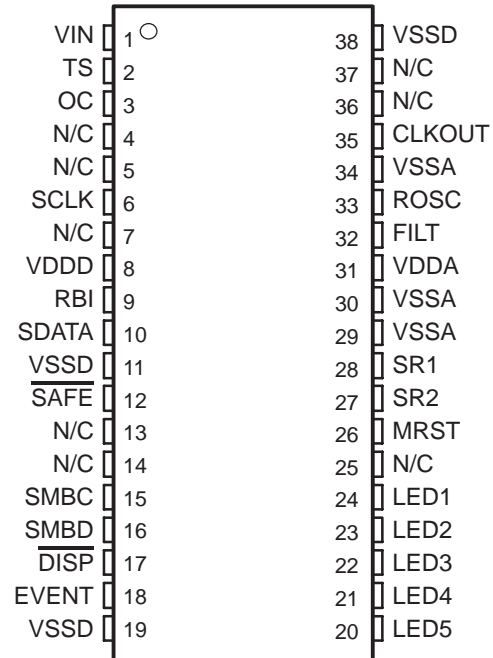 VIN 1 38 VSSD
TS 2 37 N/C
OC 3 36 N/C
N/C 4 35 CLKOUT
N/C 5 34 VSSA
SCLK 6 33 ROSC
N/C 7 32 FILT
VDDD 8 31 VDDA
RBI 9 30 VSSA
SDATA 10 29 VSSA
VSSD 11 28 SR1
SAFE 12 27 SR2
N/C 13 26 MRST
N/C 14 25 N/C
SMBC 15 24 LED1
SMBD 16 23 LED2
DISP 17 22 LED3
EVENT 18 21 LED4
VSSD 19 20 LED5